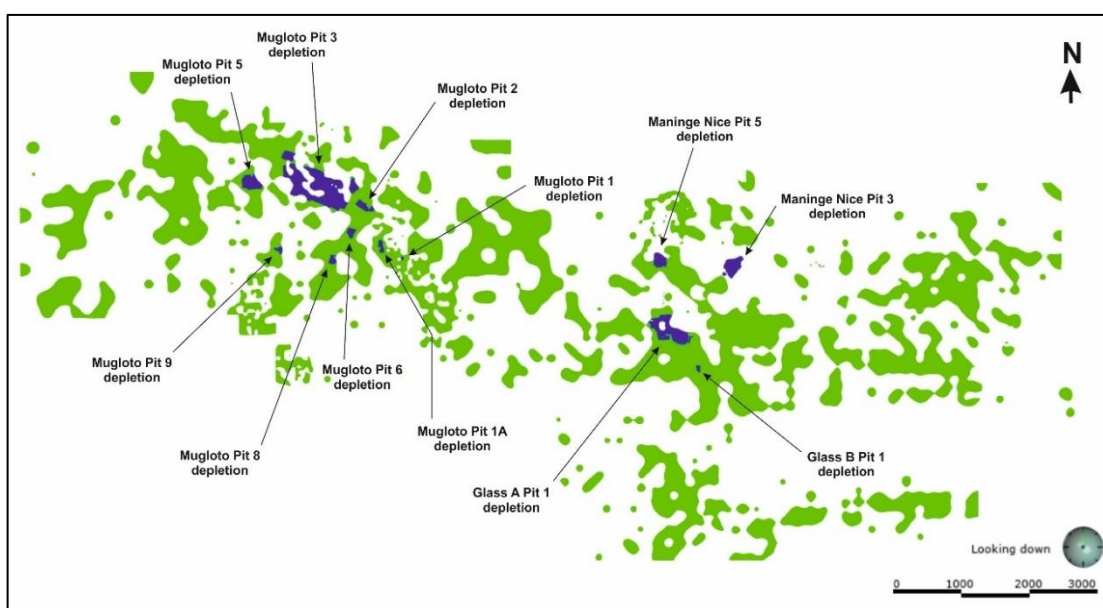 Mugloto Pit 3
depletion
Mugloto Pit 5
depletion
Mugloto Pit 2
depletion
N
Maninge Nice Pit 5
depletion
Mugloto Pit 1
depletion
Maninge Nice Pit 3
depletion
Mugloto Pit 9
depletion
Mugloto Pit 6
depletion
Mugloto Pit 1A
depletion
Mugloto Pit 8
depletion
Glass B Pit 1
depletion
Glass A Pit 1
depletion
Looking down
0 1000 2000 3000